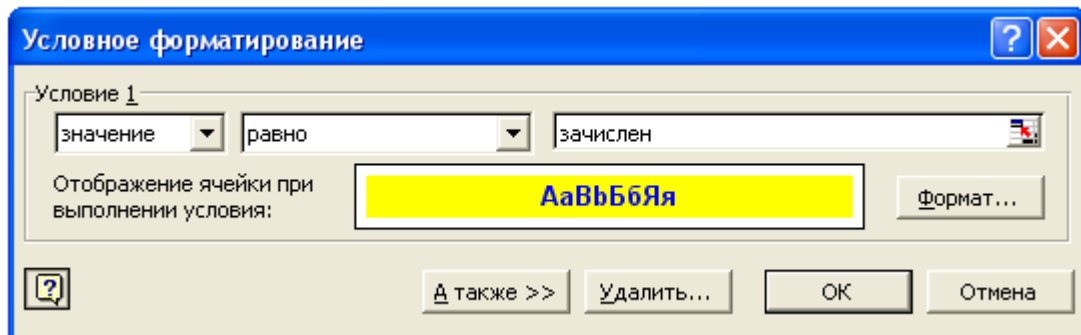 Условное форматирование
Условие 1
значение равно зачислен
Отображение ячейки при
выполнении условия:
АаВbБбЯя
Формат...
А также >> Удалить... ОК Отмена